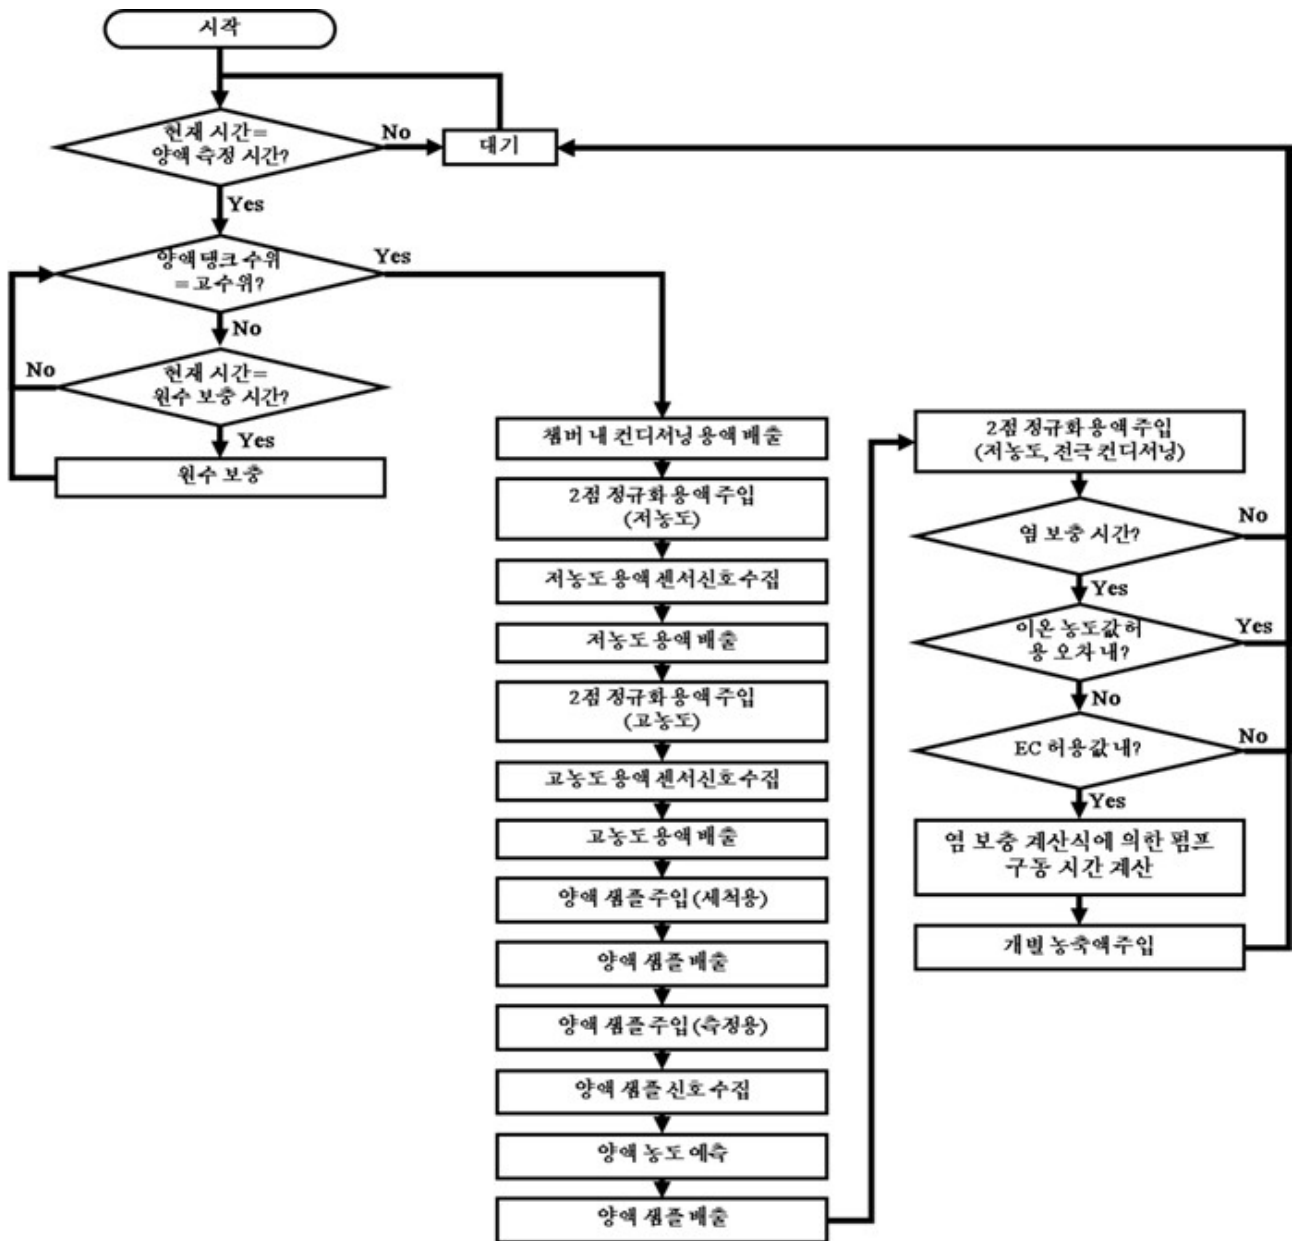 시작
현재 시간=
양액 측정 시간?
No
대기
Yes
양액탱크 수위
=고수위?
Yes
No
현재 시간=
원수 보충 시간?
No
Yes
원수 보충
챔버 내 컨디셔닝 용액 배출
2점 정규화 용액 주입
(저농도)
저농도 용액 센서신호 수집
저농도 용액 배출
2점 정규화 용액 주입
(고농도)
고농도 용액 센서신호 수집
고농도 용액 배출
양액 샘플 주입 (세척용)
양액 샘플 배출
양액 샘플 주입 (측정용)
양액 샘플 신호 수집
양액 농도 예측
양액 샘플 배출
2점 정규화 용액 주입
(저농도, 전극 컨디셔닝)
염 보충 시간?
No
Yes
이온 농도값 허
용 오차 내?
Yes
No
EC 허용값 내?
No
Yes
염 보충 계산식에 의한 펌프
구동 시간 계산
개별 농축액 주입